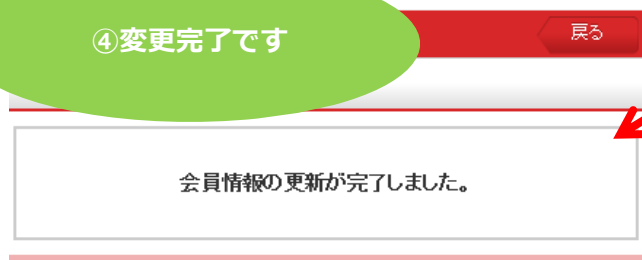 ④変更完了です
戻る
会員情報の更新が完了しました。